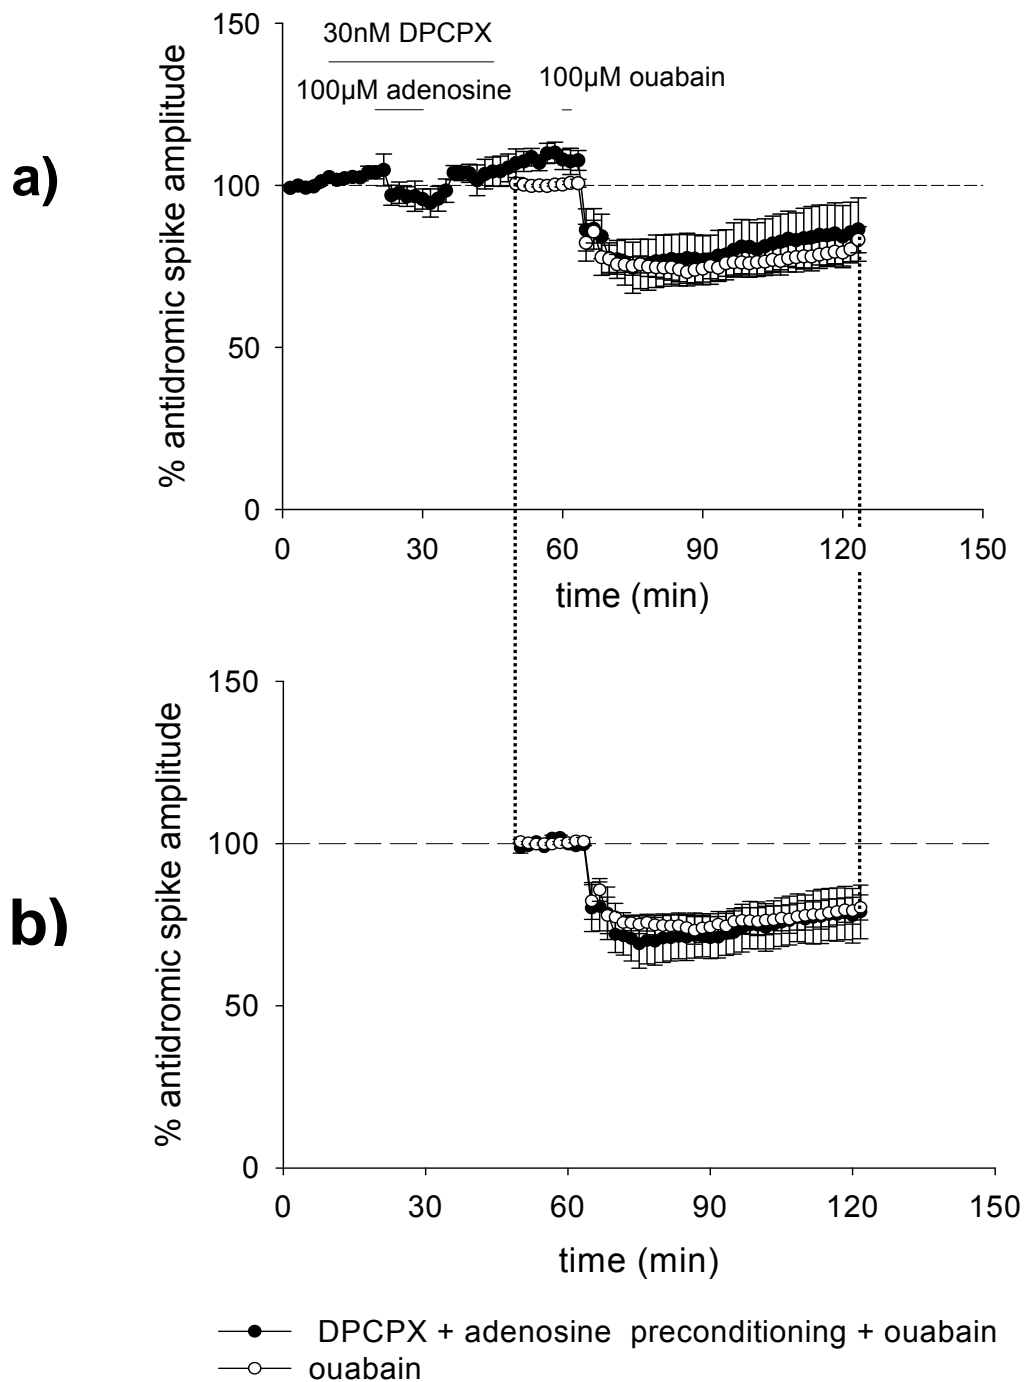 a)
% antidromic spike amplitude
150
100
50
0
30nM DPCPX
100µM adenosine
100µM ouabain
0 30 60 90 120 150
time (min)
b)
% antidromic spike amplitude
150
100
50
0
0 30 60 90 120 150
time (min)
DPCPX + adenosine preconditioning + ouabain
ouabain